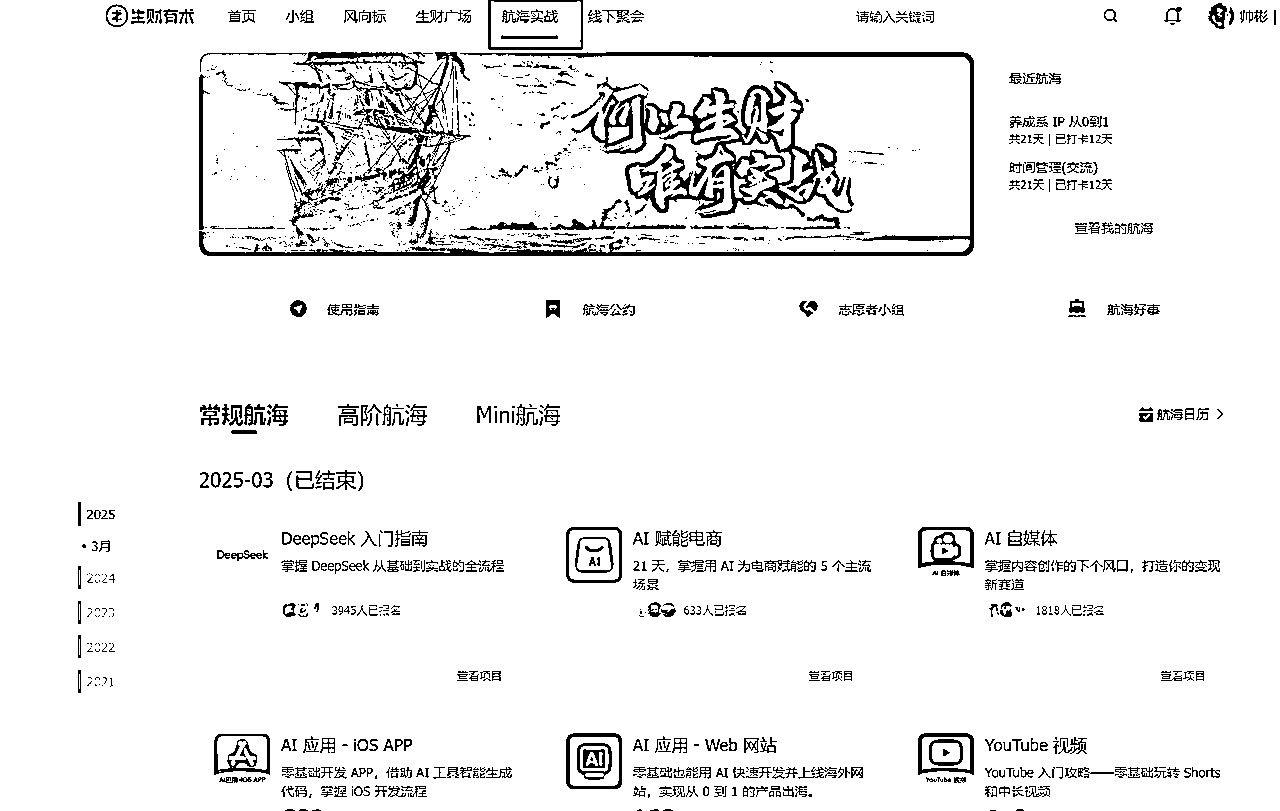 生财有术 首页 小组 风向标 生财广场 航海实战 线下聚会 请输入关键词 帅彬
何以生财
唯有实战
最近航海
养成系 IP 从0到1
共21天 | 已打卡12天
时间管理(交流)
共21天 | 已打卡12天
查看我的航海
使用指南 航海公约 志愿者小组 航海好事
常规航海 高阶航海 Mini航海 航海日历
2025-03（已结束）
2025
3月
2024
2023
2022
2021
DeepSeek
DeepSeek 入门指南
掌握 DeepSeek 从基础到实战的全流程
3945人已报名
查看项目
AI
AI 赋能电商
21 天，掌握用 AI 为电商赋能的 5 个主流
场景
633人已报名
查看项目
AI 自媒体
AI 自媒体
掌握内容创作的下个风口，打造你的变现
新赛道
1818人已报名
查看项目
AI应用-iOS APP
AI 应用 - iOS APP
零基础开发 APP，借助 AI 工具智能生成
代码，掌握 iOS 开发流程
AI
AI 应用 - Web 网站
零基础也能用 AI 快速开发并上线海外网
站，实现从 0 到 1 的产品出海。
YouTube 视频
YouTube 视频
YouTube 入门攻略——零基础玩转 Shorts
和中长视频